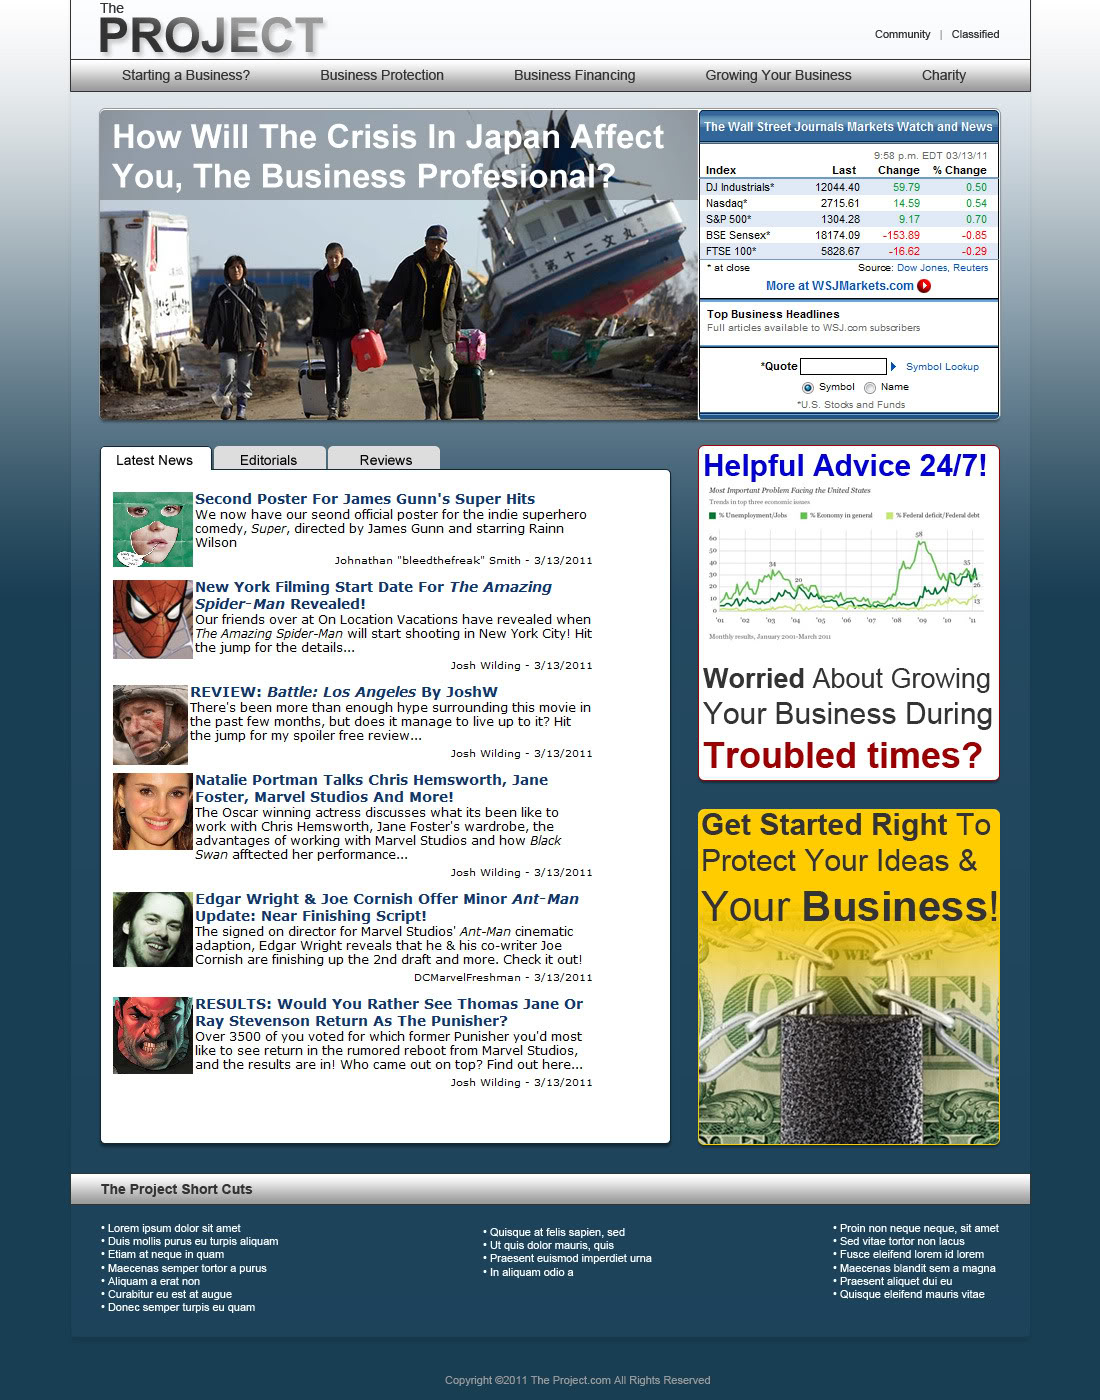 The
PROJECT
Community | Classified
Starting a Business? Business Protection Business Financing Growing Your Business Charity
How Will The Crisis In Japan Affect
You, The Business Profesional?
第十二文丸
The Wall Street Journals Markets Watch and News
9:58 p.m. EDT 03/13/11
Index Last Change % Change
DJ Industrials* 12044.40 59.79 0.50
Nasdaq* 2715.61 14.59 0.54
S&P 500* 1304.28 9.17 0.70
BSE Sensex* 18174.09 -153.89 -0.85
FTSE 100* 5828.67 -16.62 -0.29
* at close Source: Dow Jones, Reuters
More at WSJMarkets.com
Top Business Headlines
Full articles available to WSJ.com subscribers
*Quote Symbol Lookup
Symbol Name
*U.S. Stocks and Funds
Latest News Editorials Reviews
Second Poster For James Gunn's Super Hits
We now have our seond official poster for the indie superhero
comedy, Super, directed by James Gunn and starring Rainn
Wilson
Johnathan "bleedthefreak" Smith - 3/13/2011
New York Filming Start Date For The Amazing
Spider-Man Revealed!
Our friends over at On Location Vacations have revealed when
The Amazing Spider-Man will start shooting in New York City! Hit
the jump for the details...
Josh Wilding - 3/13/2011
REVIEW: Battle: Los Angeles By JoshW
There's been more than enough hype surrounding this movie in
the past few months, but does it manage to live up to it? Hit
the jump for my spoiler free review...
Josh Wilding - 3/13/2011
Natalie Portman Talks Chris Hemsworth, Jane
Foster, Marvel Studios And More!
The Oscar winning actress discusses what its been like to
work with Chris Hemsworth, Jane Foster's wardrobe, the
advantages of working with Marvel Studios and how Black
Swan afftected her performance...
Josh Wilding - 3/13/2011
Edgar Wright & Joe Cornish Offer Minor Ant-Man
Update: Near Finishing Script!
The signed on director for Marvel Studios' Ant-Man cinematic
adaption, Edgar Wright reveals that he & his co-writer Joe
Cornish are finishing up the 2nd draft and more. Check it out!
DCMarvelFreshman - 3/13/2011
RESULTS: Would You Rather See Thomas Jane Or
Ray Stevenson Return As The Punisher?
Over 3500 of you voted for which former Punisher you'd most
like to see return in the rumored reboot from Marvel Studios,
and the results are in! Who came out on top? Find out here...
Josh Wilding - 3/13/2011
Helpful Advice 24/7!
Most Important Problem Facing the United States
Trends in top three economic issues
% Unemployment/Jobs % Economy in general % Federal deficit/Federal debt
60
50
40
30
20
10
0
34
20
58
35
26
13
'01 '02 '03 '04 '05 '06 '07 '08 '09 '10 '11
Monthly results, January 2001-March 2011
Worried About Growing
Your Business During
Troubled times?
Get Started Right To
Protect Your Ideas &
Your Business!
The Project Short Cuts
• Lorem ipsum dolor sit amet
• Duis mollis purus eu turpis aliquam
• Etiam at neque in quam
• Maecenas semper tortor a purus
• Aliquam a erat non
• Curabitur eu est at augue
• Donec semper turpis eu quam
• Quisque at felis sapien, sed
• Ut quis dolor mauris, quis
• Praesent euismod imperdiet urna
• In aliquam odio a
• Proin non neque neque, sit amet
• Sed vitae tortor non lacus
• Fusce eleifend lorem id lorem
• Maecenas blandit sem a magna
• Praesent aliquet dui eu
• Quisque eleifend mauris vitae
Copyright ©2011 The Project.com All Rights Reserved